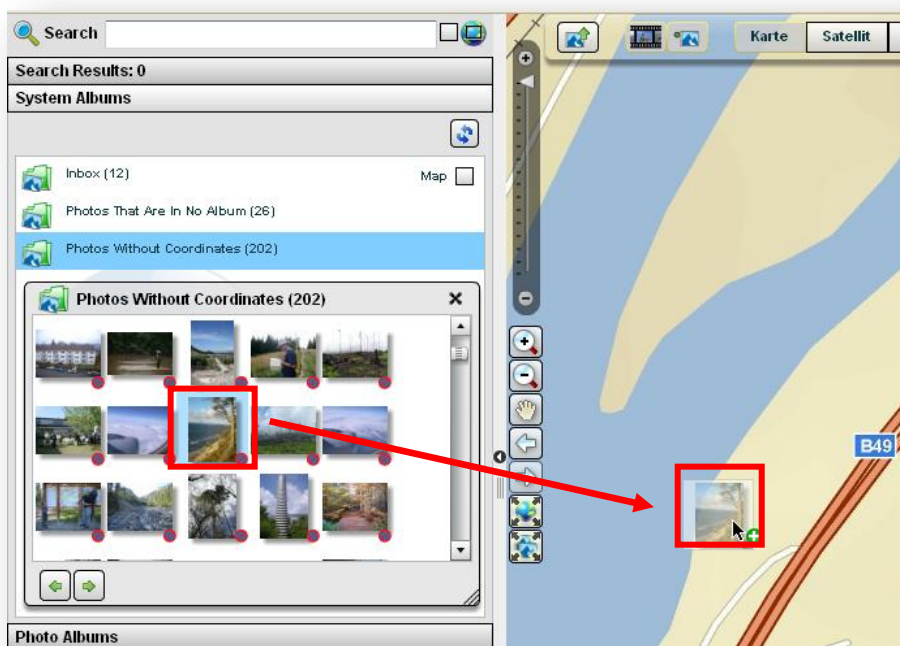 Search
Karte
Satellit
Search Results: 0
System Albums
Inbox (12)
Map
Photos That Are In No Album (26)
Photos Without Coordinates (202)
Photos Without Coordinates (202)
B49
Photo Albums